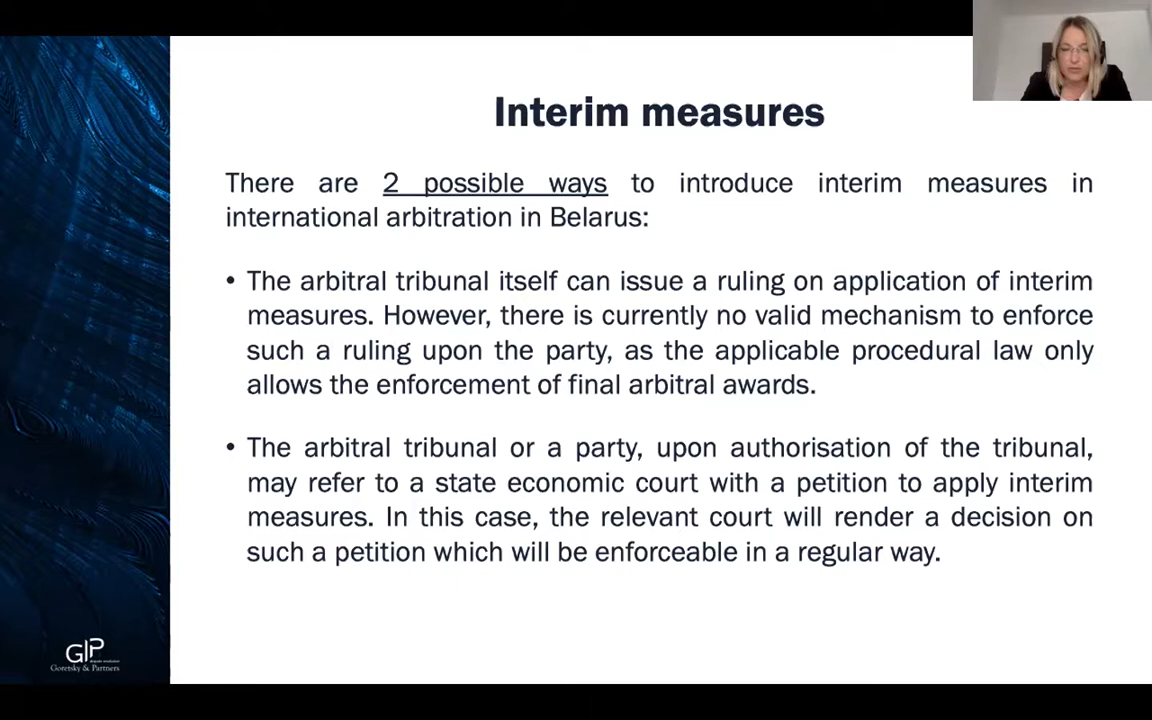 Interim measures
There are 2 possible ways to introduce interim measures in
international arbitration in Belarus:
• The arbitral tribunal itself can issue a ruling on application of interim
measures. However, there is currently no valid mechanism to enforce
such a ruling upon the party, as the applicable procedural law only
allows the enforcement of final arbitral awards.
• The arbitral tribunal or a party, upon authorisation of the tribunal,
may refer to a state economic court with a petition to apply interim
measures. In this case, the relevant court will render a decision on
such a petition which will be enforceable in a regular way.
GP
Goretsky & Partners